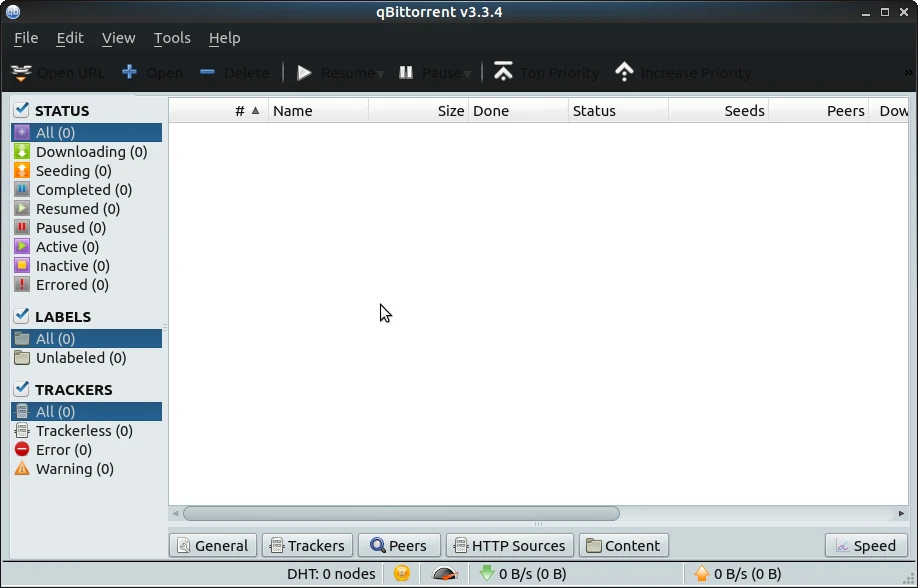 qBittorrent v3.3.4
File Edit View Tools Help
Open URL Open Delete Resume Pause Top Priority Increase Priority »
STATUS
All (0)
Downloading (0)
Seeding (0)
Completed (0)
Resumed (0)
Paused (0)
Active (0)
Inactive (0)
Errored (0)
LABELS
All (0)
Unlabeled (0)
TRACKERS
All (0)
Trackerless (0)
Error (0)
Warning (0)
# Name Size Done Status Seeds Peers Dow
General Trackers Peers HTTP Sources Content Speed
DHT: 0 nodes 0 B/s (0 B) 0 B/s (0 B)